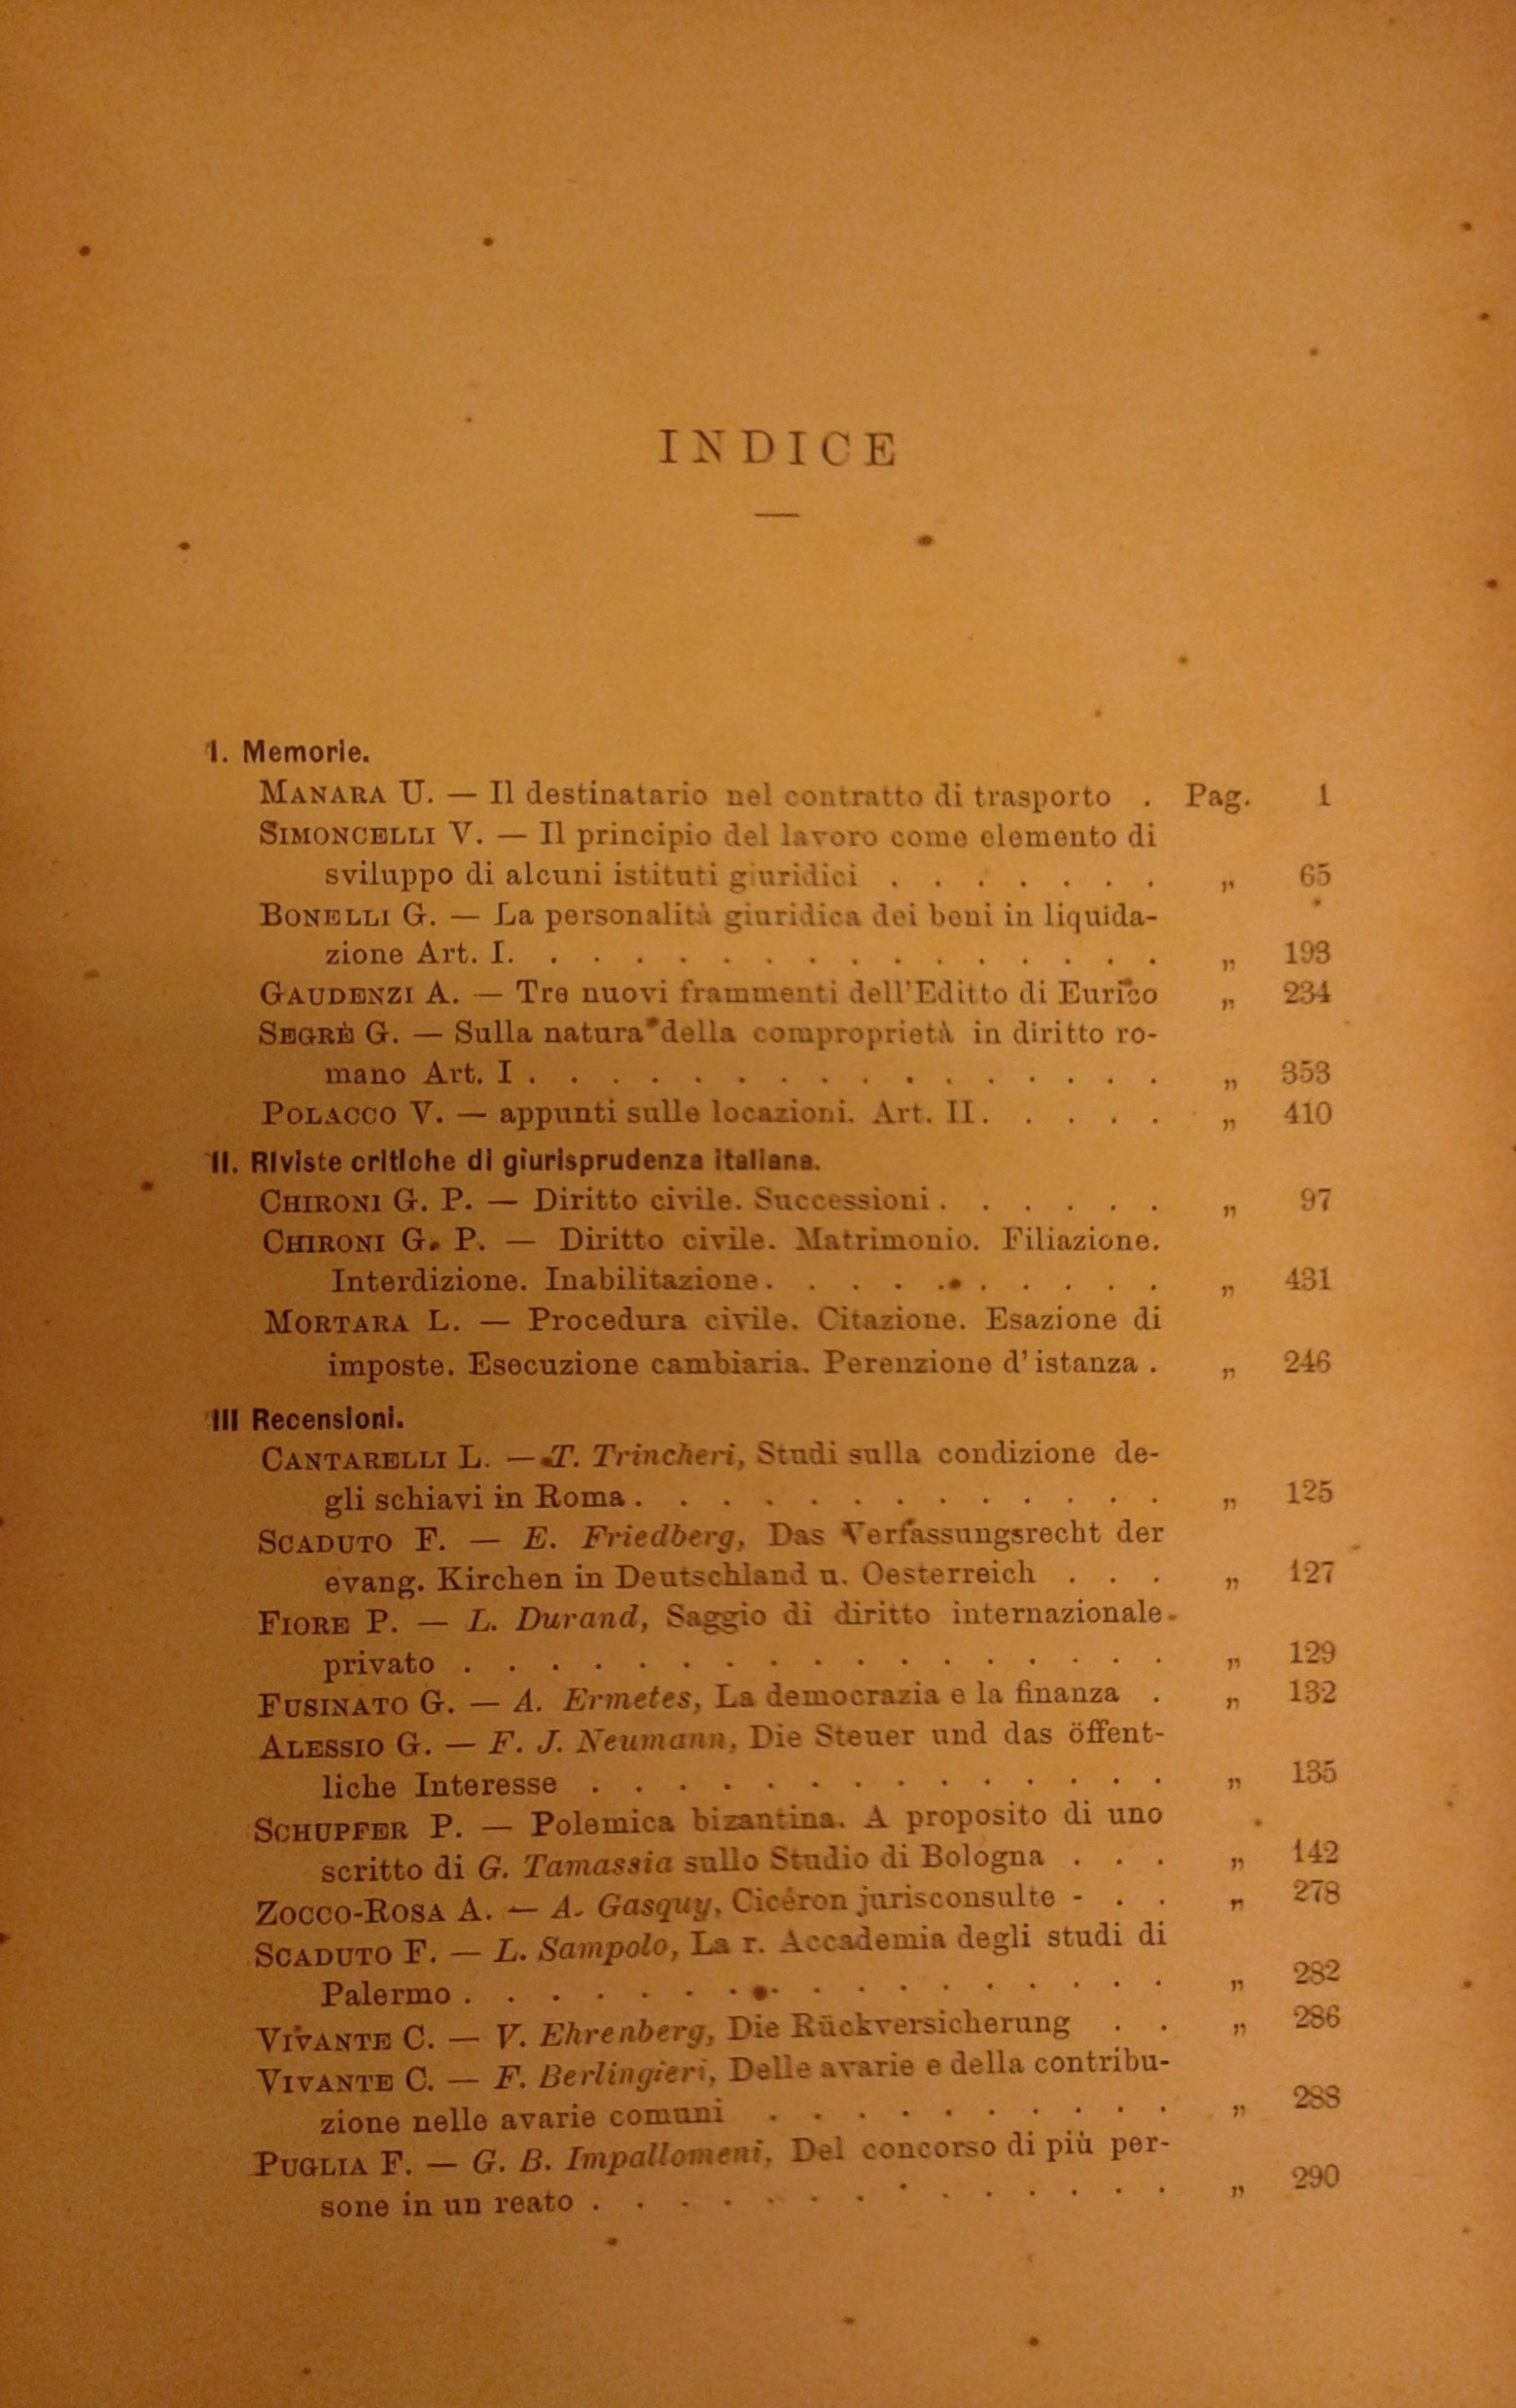 INDICE
I. Memorie.
MANARA U. — Il destinatario nel contratto di trasporto . Pag. 1
SIMONCELLI V. — Il principio del lavoro come elemento di
sviluppo di alcuni istituti giuridici . . . . . . . „ 65
BONELLI G. — La personalità giuridica dei beni in liquida-
zione Art. I. . . . . . . . . . . . . . . . „ 193
GAUDENZI A. — Tre nuovi frammenti dell'Editto di Eurico „ 234
SEGRÈ G. — Sulla natura della comproprietà in diritto ro-
mano Art. I . . . . . . . . . . . . . . . . „ 353
POLACCO V. — appunti sulle locazioni. Art. II. . . . . „ 410
II. Riviste critiche di giurisprudenza italiana.
CHIRONI G. P. — Diritto civile. Successioni . . . . . . „ 97
CHIRONI G. P. — Diritto civile. Matrimonio. Filiazione.
Interdizione. Inabilitazione. . . . . . . . . . „ 431
MORTARA L. — Procedura civile. Citazione. Esazione di
imposte. Esecuzione cambiaria. Perenzione d'istanza . „ 246
III Recensioni.
CANTARELLI L. — T. Trincheri, Studi sulla condizione de-
gli schiavi in Roma . . . . . . . . . . . . . „ 125
SCADUTO F. — E. Friedberg, Das Verfassungsrecht der
evang. Kirchen in Deutschland u. Oesterreich . . . „ 127
FIORE P. — L. Durand, Saggio di diritto internazionale
privato . . . . . . . . . . . . . . . . . „ 129
FUSINATO G. — A. Ermetes, La democrazia e la finanza . „ 132
ALESSIO G. — F. J. Neumann, Die Steuer und das öffent-
liche Interesse . . . . . . . . . . . . . . „ 135
SCHUPFER P. — Polemica bizantina. A proposito di uno
scritto di G. Tamassia sullo Studio di Bologna . . . „ 142
ZOCCO-ROSA A. — A. Gasquy, Cicéron jurisconsulte - . . „ 278
SCADUTO F. — L. Sampolo, La r. Accademia degli studi di
Palermo . . . . . . . . . . . . . . . . . „ 282
VIVANTE C. — V. Ehrenberg, Die Rückversicherung . . „ 286
VIVANTE C. — F. Berlingieri, Delle avarie e della contribu-
zione nelle avarie comuni . . . . . . . . . . „ 288
PUGLIA F. — G. B. Impallomeni, Del concorso di più per-
sone in un reato . . . . . . . . . . . . . . „ 290